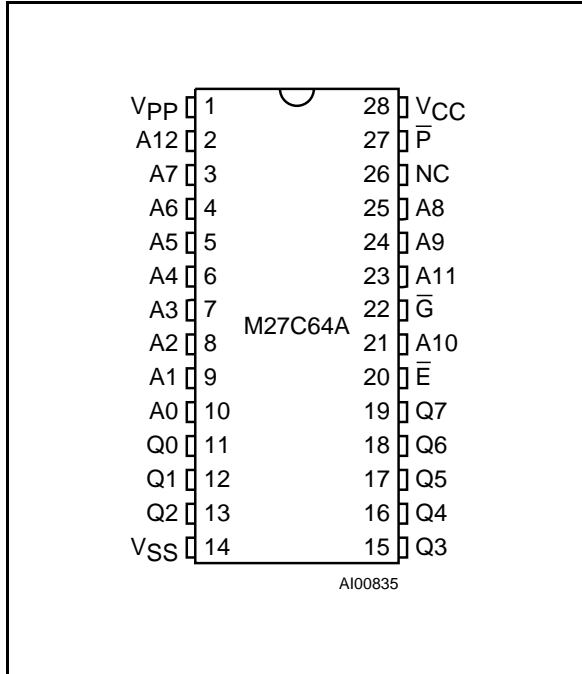 VPP 1 28 VCC
A12 2 27 P̅
A7 3 26 NC
A6 4 25 A8
A5 5 24 A9
A4 6 23 A11
A3 7 22 G̅
M27C64A
A2 8 21 A10
A1 9 20 E̅
A0 10 19 Q7
Q0 11 18 Q6
Q1 12 17 Q5
Q2 13 16 Q4
VSS 14 15 Q3
AI00835